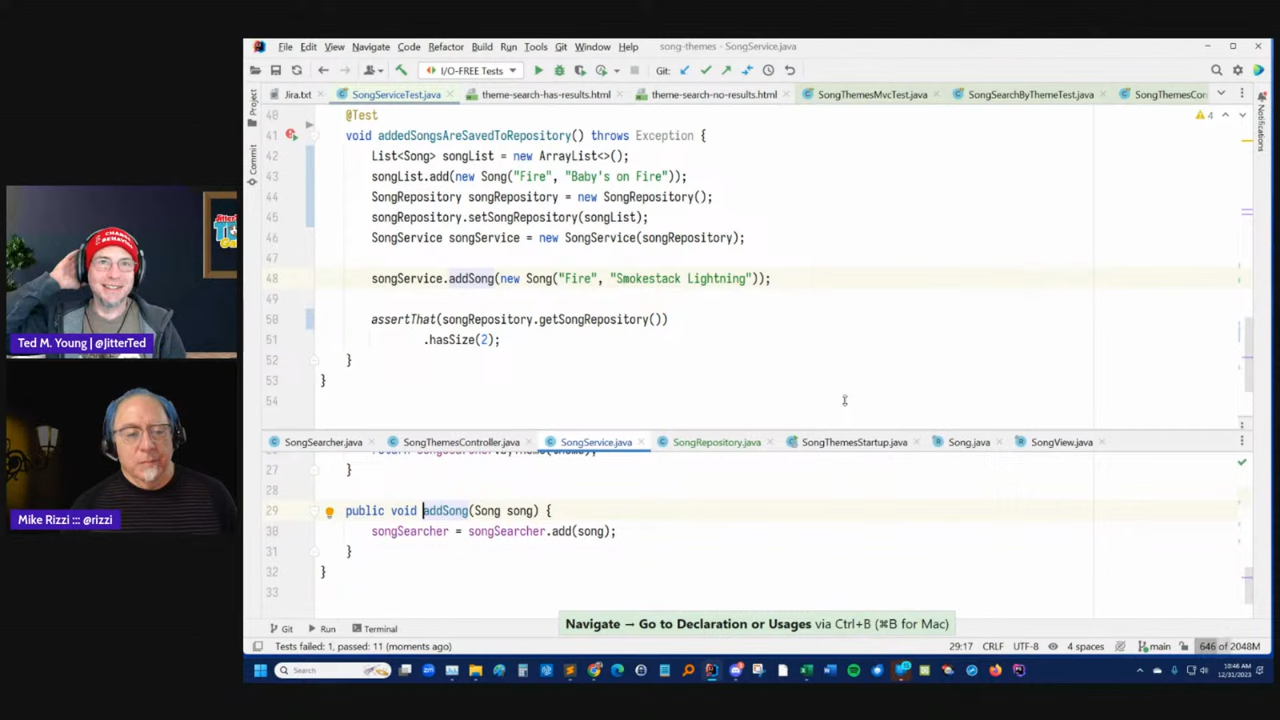 File Edit View Navigate Code Refactor Build Run Tools Git Window Help song-themes - SongService.java
I/O-FREE Tests Git:
Project
Commit
Notifications
Jira.txt SongServiceTest.java theme-search-has-results.html theme-search-no-results.html SongThemesMvcTest.java SongSearchByThemeTest.java SongThemesCon
40 @Test 4
41 void addedSongsAreSavedToRepository() throws Exception {
42 List<Song> songList = new ArrayList<>();
43 songList.add(new Song("Fire", "Baby's on Fire"));
44 SongRepository songRepository = new SongRepository();
45 songRepository.setSongRepository(songList);
46 SongService songService = new SongService(songRepository);
47
48 songService.addSong(new Song("Fire", "Smokestack Lightning"));
49
50 assertThat(songRepository.getSongRepository())
51 .hasSize(2);
52 }
53 }
54
SongSearcher.java SongThemesController.java SongService.java SongRepository.java SongThemesStartup.java Song.java SongView.java
27 }
28
29 public void addSong(Song song) {
30 songSearcher = songSearcher.add(song);
31 }
32 }
33
Navigate → Go to Declaration or Usages via Ctrl+B (⌘B for Mac)
Git Run Terminal
Tests failed: 1, passed: 11 (moments ago) 29:17 CRLF UTF-8 4 spaces main 646 of 2048M
Search
10:46 AM
12/31/2023
Ted M. Young | @JitterTed
Mike Rizzi ::: @rizzi